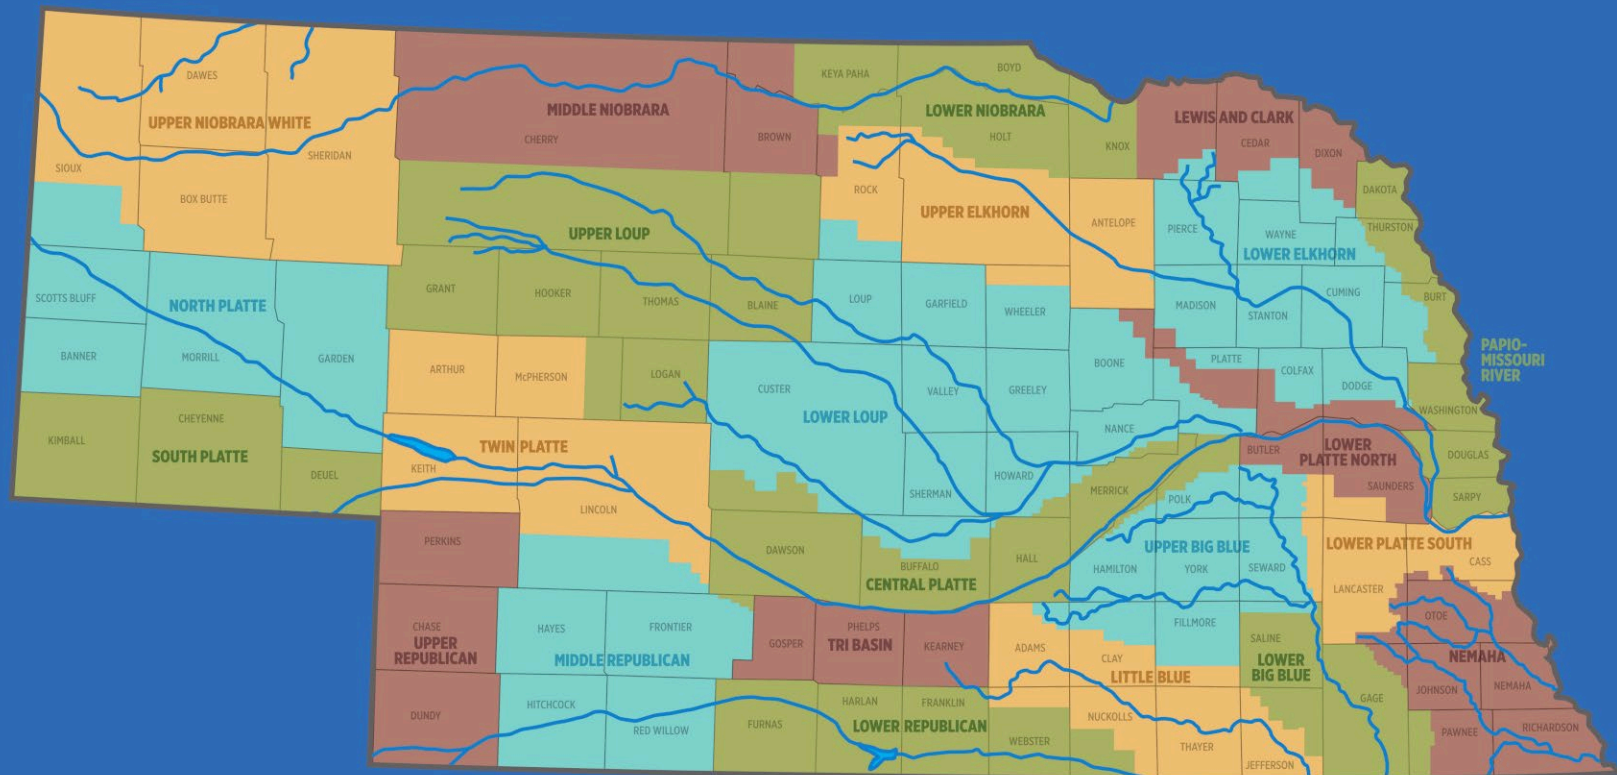 DAWES
UPPER NIOBRARA WHITE
SIOUX
SHERIDAN
BOX BUTTE
MIDDLE NIOBRARA
CHERRY
BROWN
KEYA PAHA
BOYD
LOWER NIOBRARA
HOLT
KNOX
LEWIS AND CLARK
CEDAR
DIXON
DAKOTA
THURSTON
ROCK
UPPER ELKHORN
ANTELOPE
PIERCE
WAYNE
LOWER ELKHORN
UPPER LOUP
GRANT
HOOKER
THOMAS
BLAINE
LOUP
GARFIELD
WHEELER
MADISON
STANTON
CUMING
BURT
SCOTTS BLUFF
NORTH PLATTE
BANNER
MORRILL
GARDEN
ARTHUR
McPHERSON
LOGAN
CUSTER
LOWER LOUP
VALLEY
GREELEY
BOONE
PLATTE
COLFAX
DODGE
PAPIO-
MISSOURI
RIVER
WASHINGTON
KIMBALL
CHEYENNE
SOUTH PLATTE
DEUEL
TWIN PLATTE
KEITH
LINCOLN
SHERMAN
HOWARD
NANCE
MERRICK
BUTLER
LOWER
PLATTE NORTH
SAUNDERS
DOUGLAS
SARPY
POLK
PERKINS
DAWSON
BUFFALO
CENTRAL PLATTE
HALL
UPPER BIG BLUE
HAMILTON
YORK
SEWARD
LOWER PLATTE SOUTH
CASS
LANCASTER
OTOE
CHASE
UPPER
REPUBLICAN
HAYES
FRONTIER
MIDDLE REPUBLICAN
GOSPER
PHELPS
TRI BASIN
KEARNEY
ADAMS
CLAY
LITTLE BLUE
FILLMORE
SALINE
LOWER
BIG BLUE
NEMAHA
JOHNSON
NEMAHA
GAGE
DUNDY
HITCHCOCK
RED WILLOW
FURNAS
HARLAN
FRANKLIN
LOWER REPUBLICAN
WEBSTER
NUCKOLLS
THAYER
JEFFERSON
PAWNEE
RICHARDSON